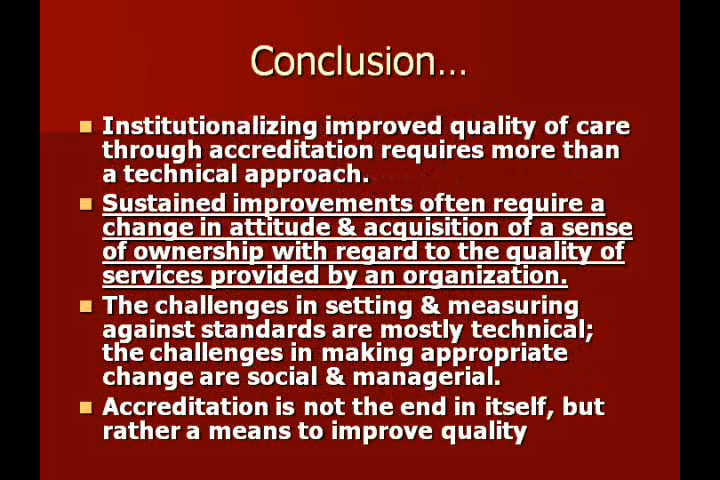 Conclusion...
Institutionalizing improved quality of care
through accreditation requires more than
a technical approach.
Sustained improvements often require a
change in attitude & acquisition of a sense
of ownership with regard to the quality of
services provided by an organization.
The challenges in setting & measuring
against standards are mostly technical;
the challenges in making appropriate
change are social & managerial.
Accreditation is not the end in itself, but
rather a means to improve quality